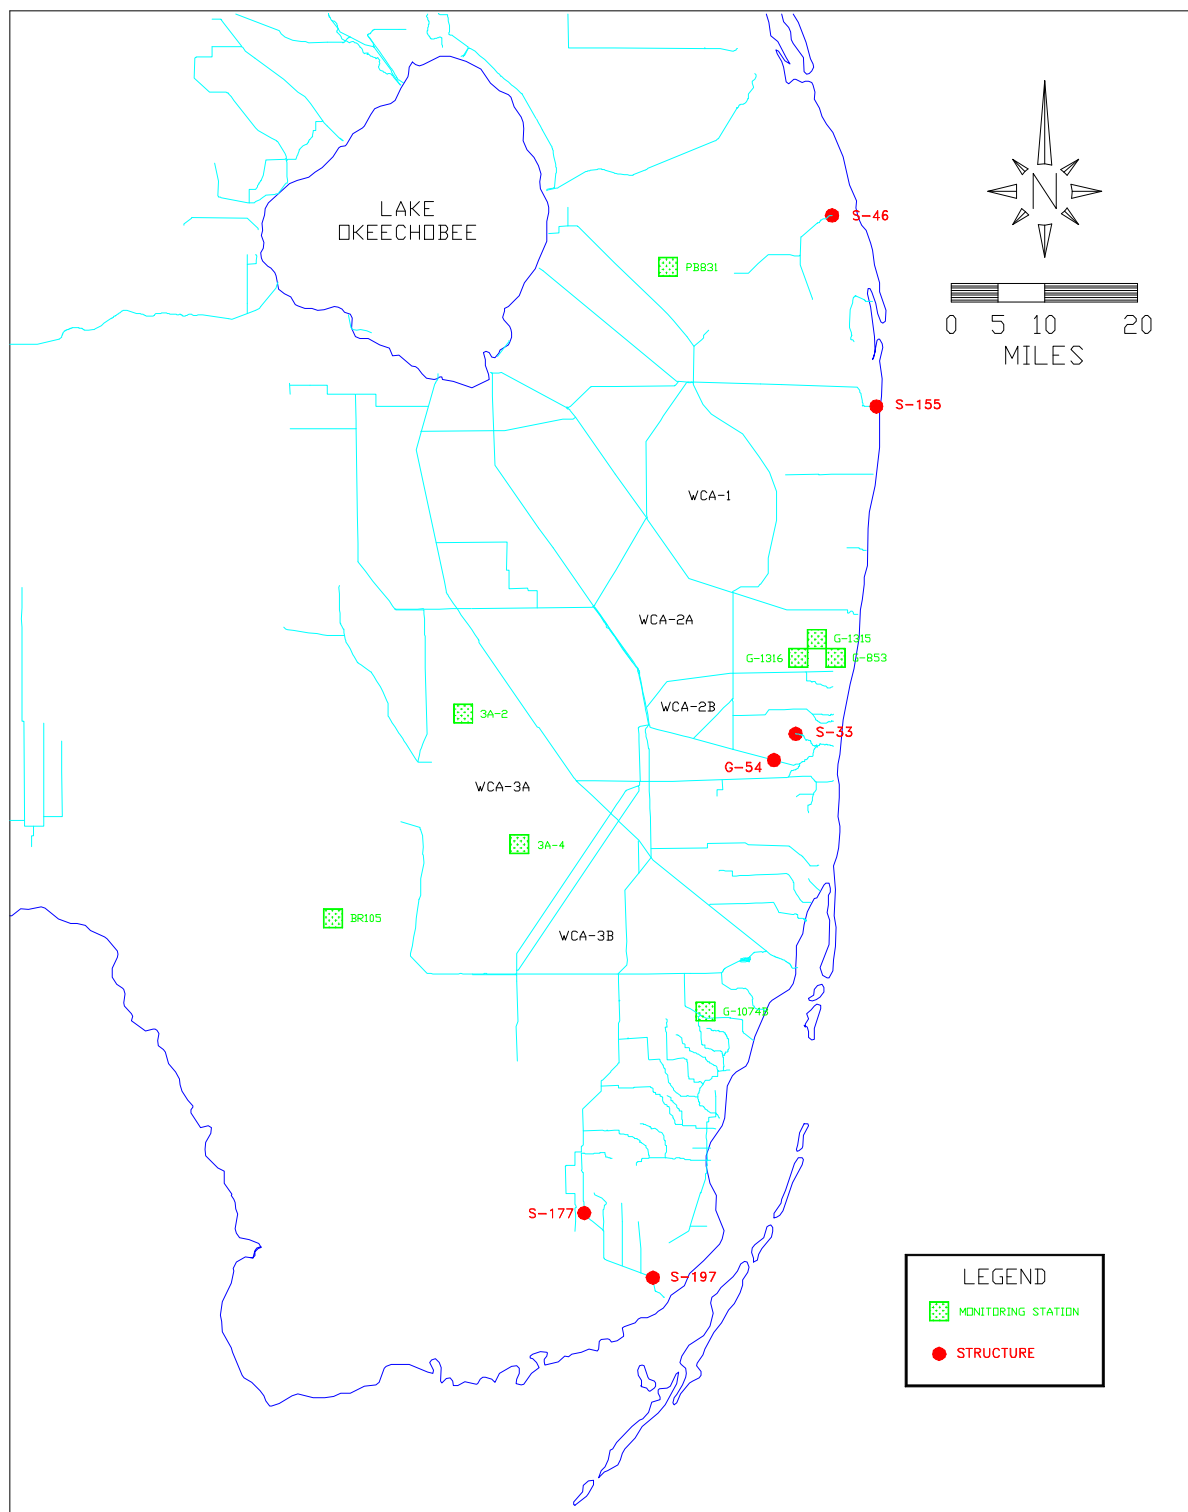 LAKE
OKEECHOBEE
S-46
N
PB831
0 5 10 20
MILES
S-155
WCA-1
WCA-2A
G-1315
G-1316
G-853
WCA-2B
3A-2
S-33
G-54
WCA-3A
3A-4
BR105
WCA-3B
G-1074B
S-177
S-197
LEGEND
MONITORING STATION
STRUCTURE